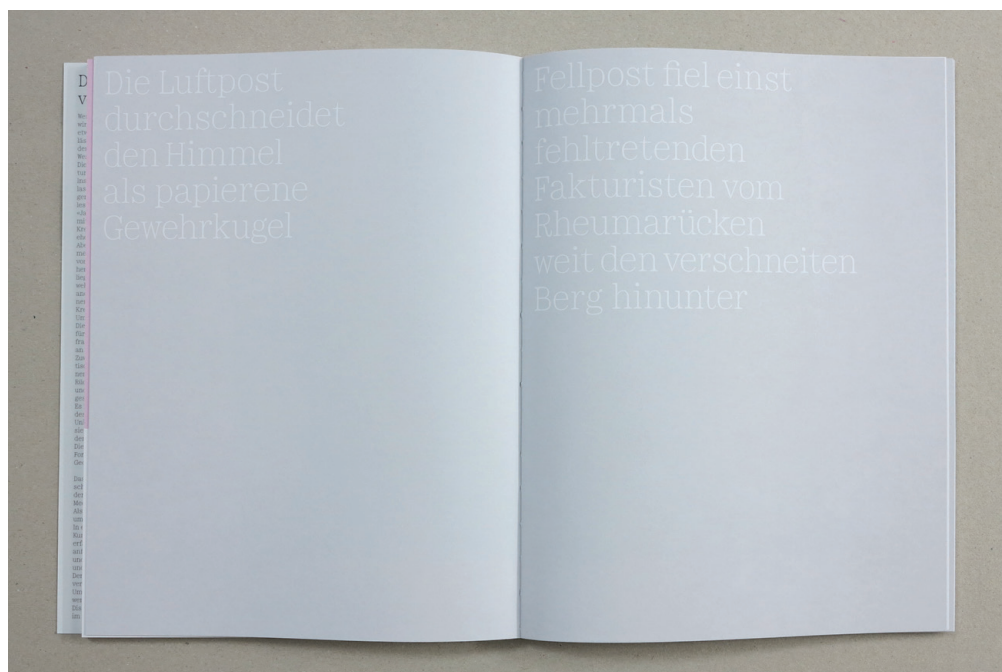 Die Luftpost
durchschneidet
den Himmel
als papierene
Gewehrkugel
Fellpost fiel einst
mehrmals
fehltretenden
Fakturisten vom
Rheumarücken
weit den verschneiten
Berg hinunter